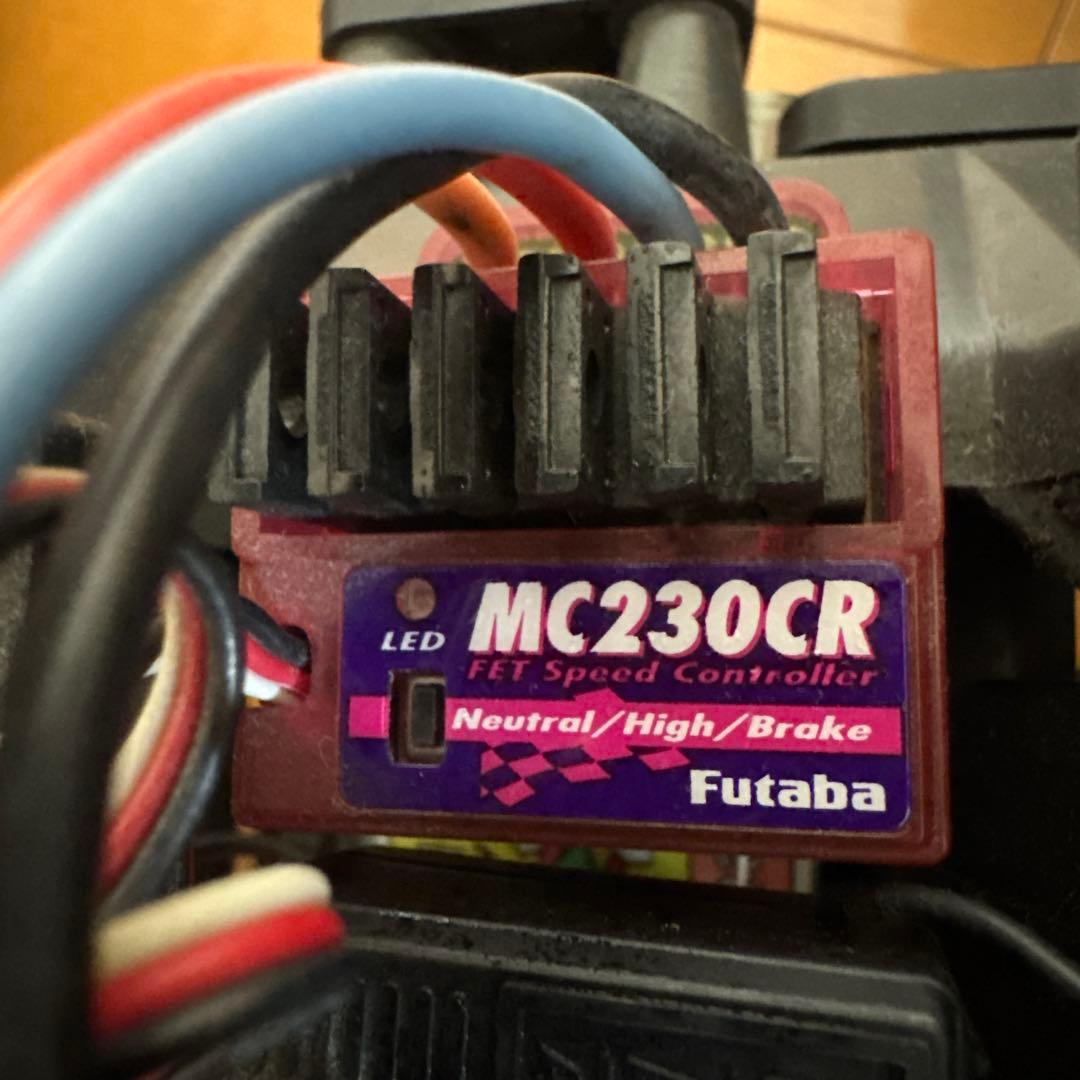 MC230CR
LED
FET Speed Controller
Neutral/High/Brake
Futaba